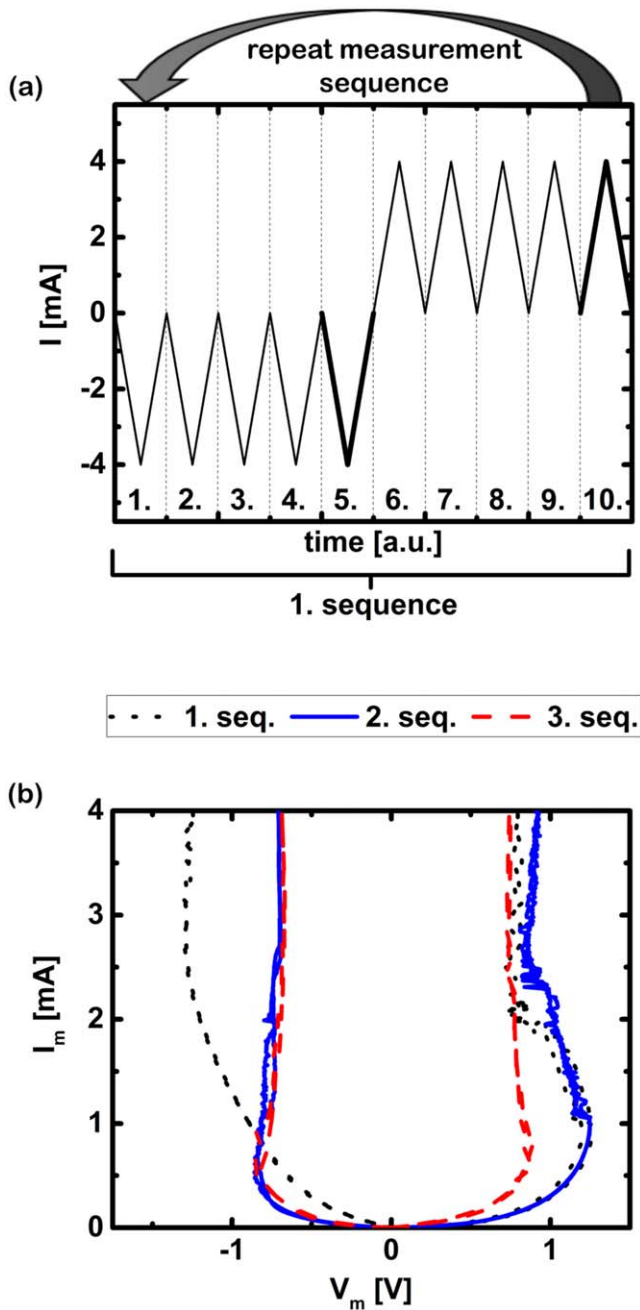 repeat measurement
sequence
(a)
I [mA]
4
2
0
-2
-4
1. 2. 3. 4. 5. 6. 7. 8. 9. 10.
time [a.u.]
1. sequence
1. seq. 2. seq. 3. seq.
(b)
I_m [mA]
4
3
2
1
0
-1 0 1
V_m [V]